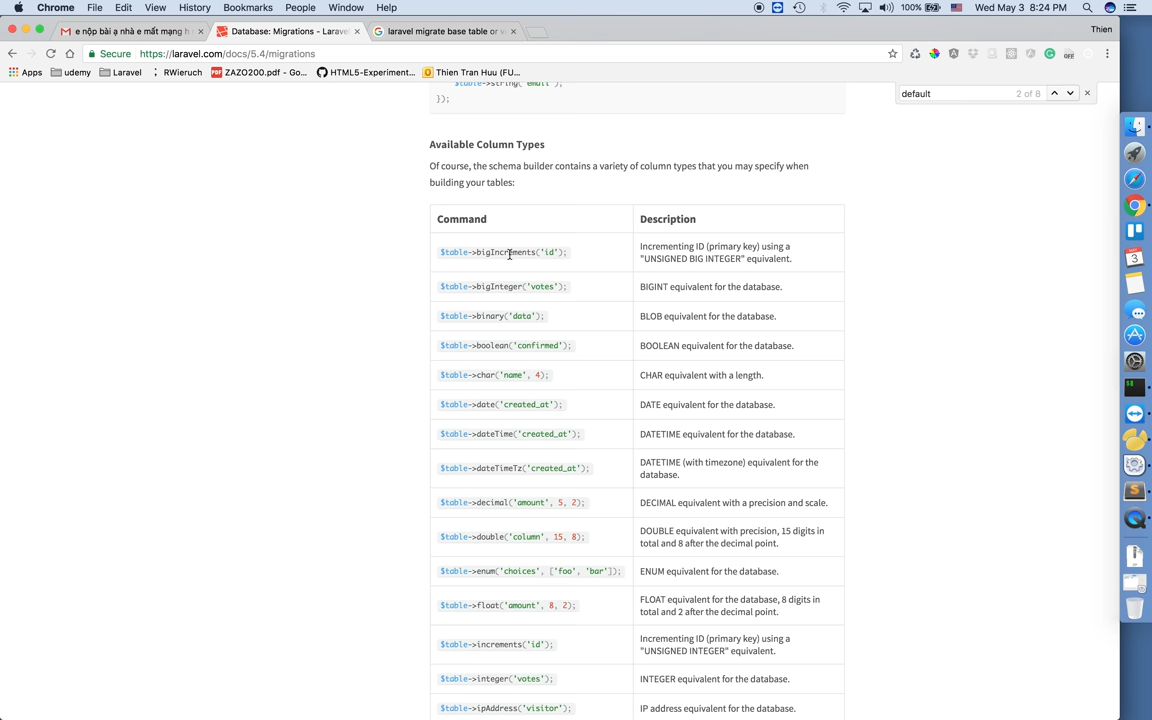 Chrome File Edit View History Bookmarks People Window Help 100% Wed May 3 8:24 PM
e nộp bài ạ nhà e mất mạng h
Database: Migrations - Larave
laravel migrate base table or vi
Thien
Secure https://laravel.com/docs/5.4/migrations
Apps udemy Laravel RWieruch ZAZO200.pdf - Go... HTML5-Experiment... Thien Tran Huu (FU...
default 2 of 8
$table->string('email');
});
Available Column Types
Of course, the schema builder contains a variety of column types that you may specify when
building your tables:
Command Description
$table->bigIncrements('id'); Incrementing ID (primary key) using a
"UNSIGNED BIG INTEGER" equivalent.
$table->bigInteger('votes'); BIGINT equivalent for the database.
$table->binary('data'); BLOB equivalent for the database.
$table->boolean('confirmed'); BOOLEAN equivalent for the database.
$table->char('name', 4); CHAR equivalent with a length.
$table->date('created_at'); DATE equivalent for the database.
$table->dateTime('created_at'); DATETIME equivalent for the database.
$table->dateTimeTz('created_at'); DATETIME (with timezone) equivalent for the
database.
$table->decimal('amount', 5, 2); DECIMAL equivalent with a precision and scale.
$table->double('column', 15, 8); DOUBLE equivalent with precision, 15 digits in
total and 8 after the decimal point.
$table->enum('choices', ['foo', 'bar']); ENUM equivalent for the database.
$table->float('amount', 8, 2); FLOAT equivalent for the database, 8 digits in
total and 2 after the decimal point.
$table->increments('id'); Incrementing ID (primary key) using a
"UNSIGNED INTEGER" equivalent.
$table->integer('votes'); INTEGER equivalent for the database.
$table->ipAddress('visitor'); IP address equivalent for the database.